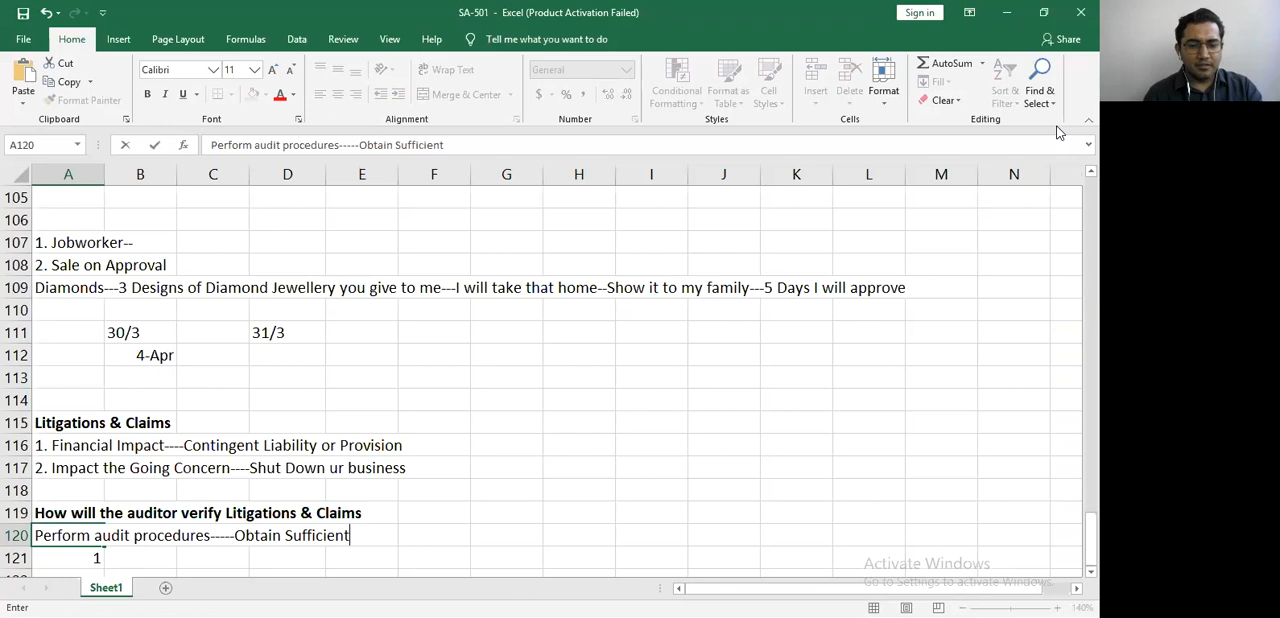 SA-501 - Excel (Product Activation Failed)
Sign in
File Home Insert Page Layout Formulas Data Review View Help Tell me what you want to do Share
Paste Cut Copy Format Painter Clipboard
Calibri 11 B I U A Font
Wrap Text Merge & Center Alignment
General $ % , Number
Conditional Formatting Format as Table Cell Styles Styles
Insert Delete Format Cells
AutoSum Fill Clear Sort & Filter Find & Select Editing
A120 fx Perform audit procedures-----Obtain Sufficient
A B C D E F G H I J K L M N
105
106
107 1. Jobworker--
108 2. Sale on Approval
109 Diamonds---3 Designs of Diamond Jewellery you give to me---I will take that home--Show it to my family---5 Days I will approve
110
111 30/3 31/3
112 4-Apr
113
114
115 Litigations & Claims
116 1. Financial Impact----Contingent Liability or Provision
117 2. Impact the Going Concern----Shut Down ur business
118
119 How will the auditor verify Litigations & Claims
120 Perform audit procedures-----Obtain Sufficient
121 1
Activate Windows
Go to Settings to activate Windows.
Sheet1
Enter 140%